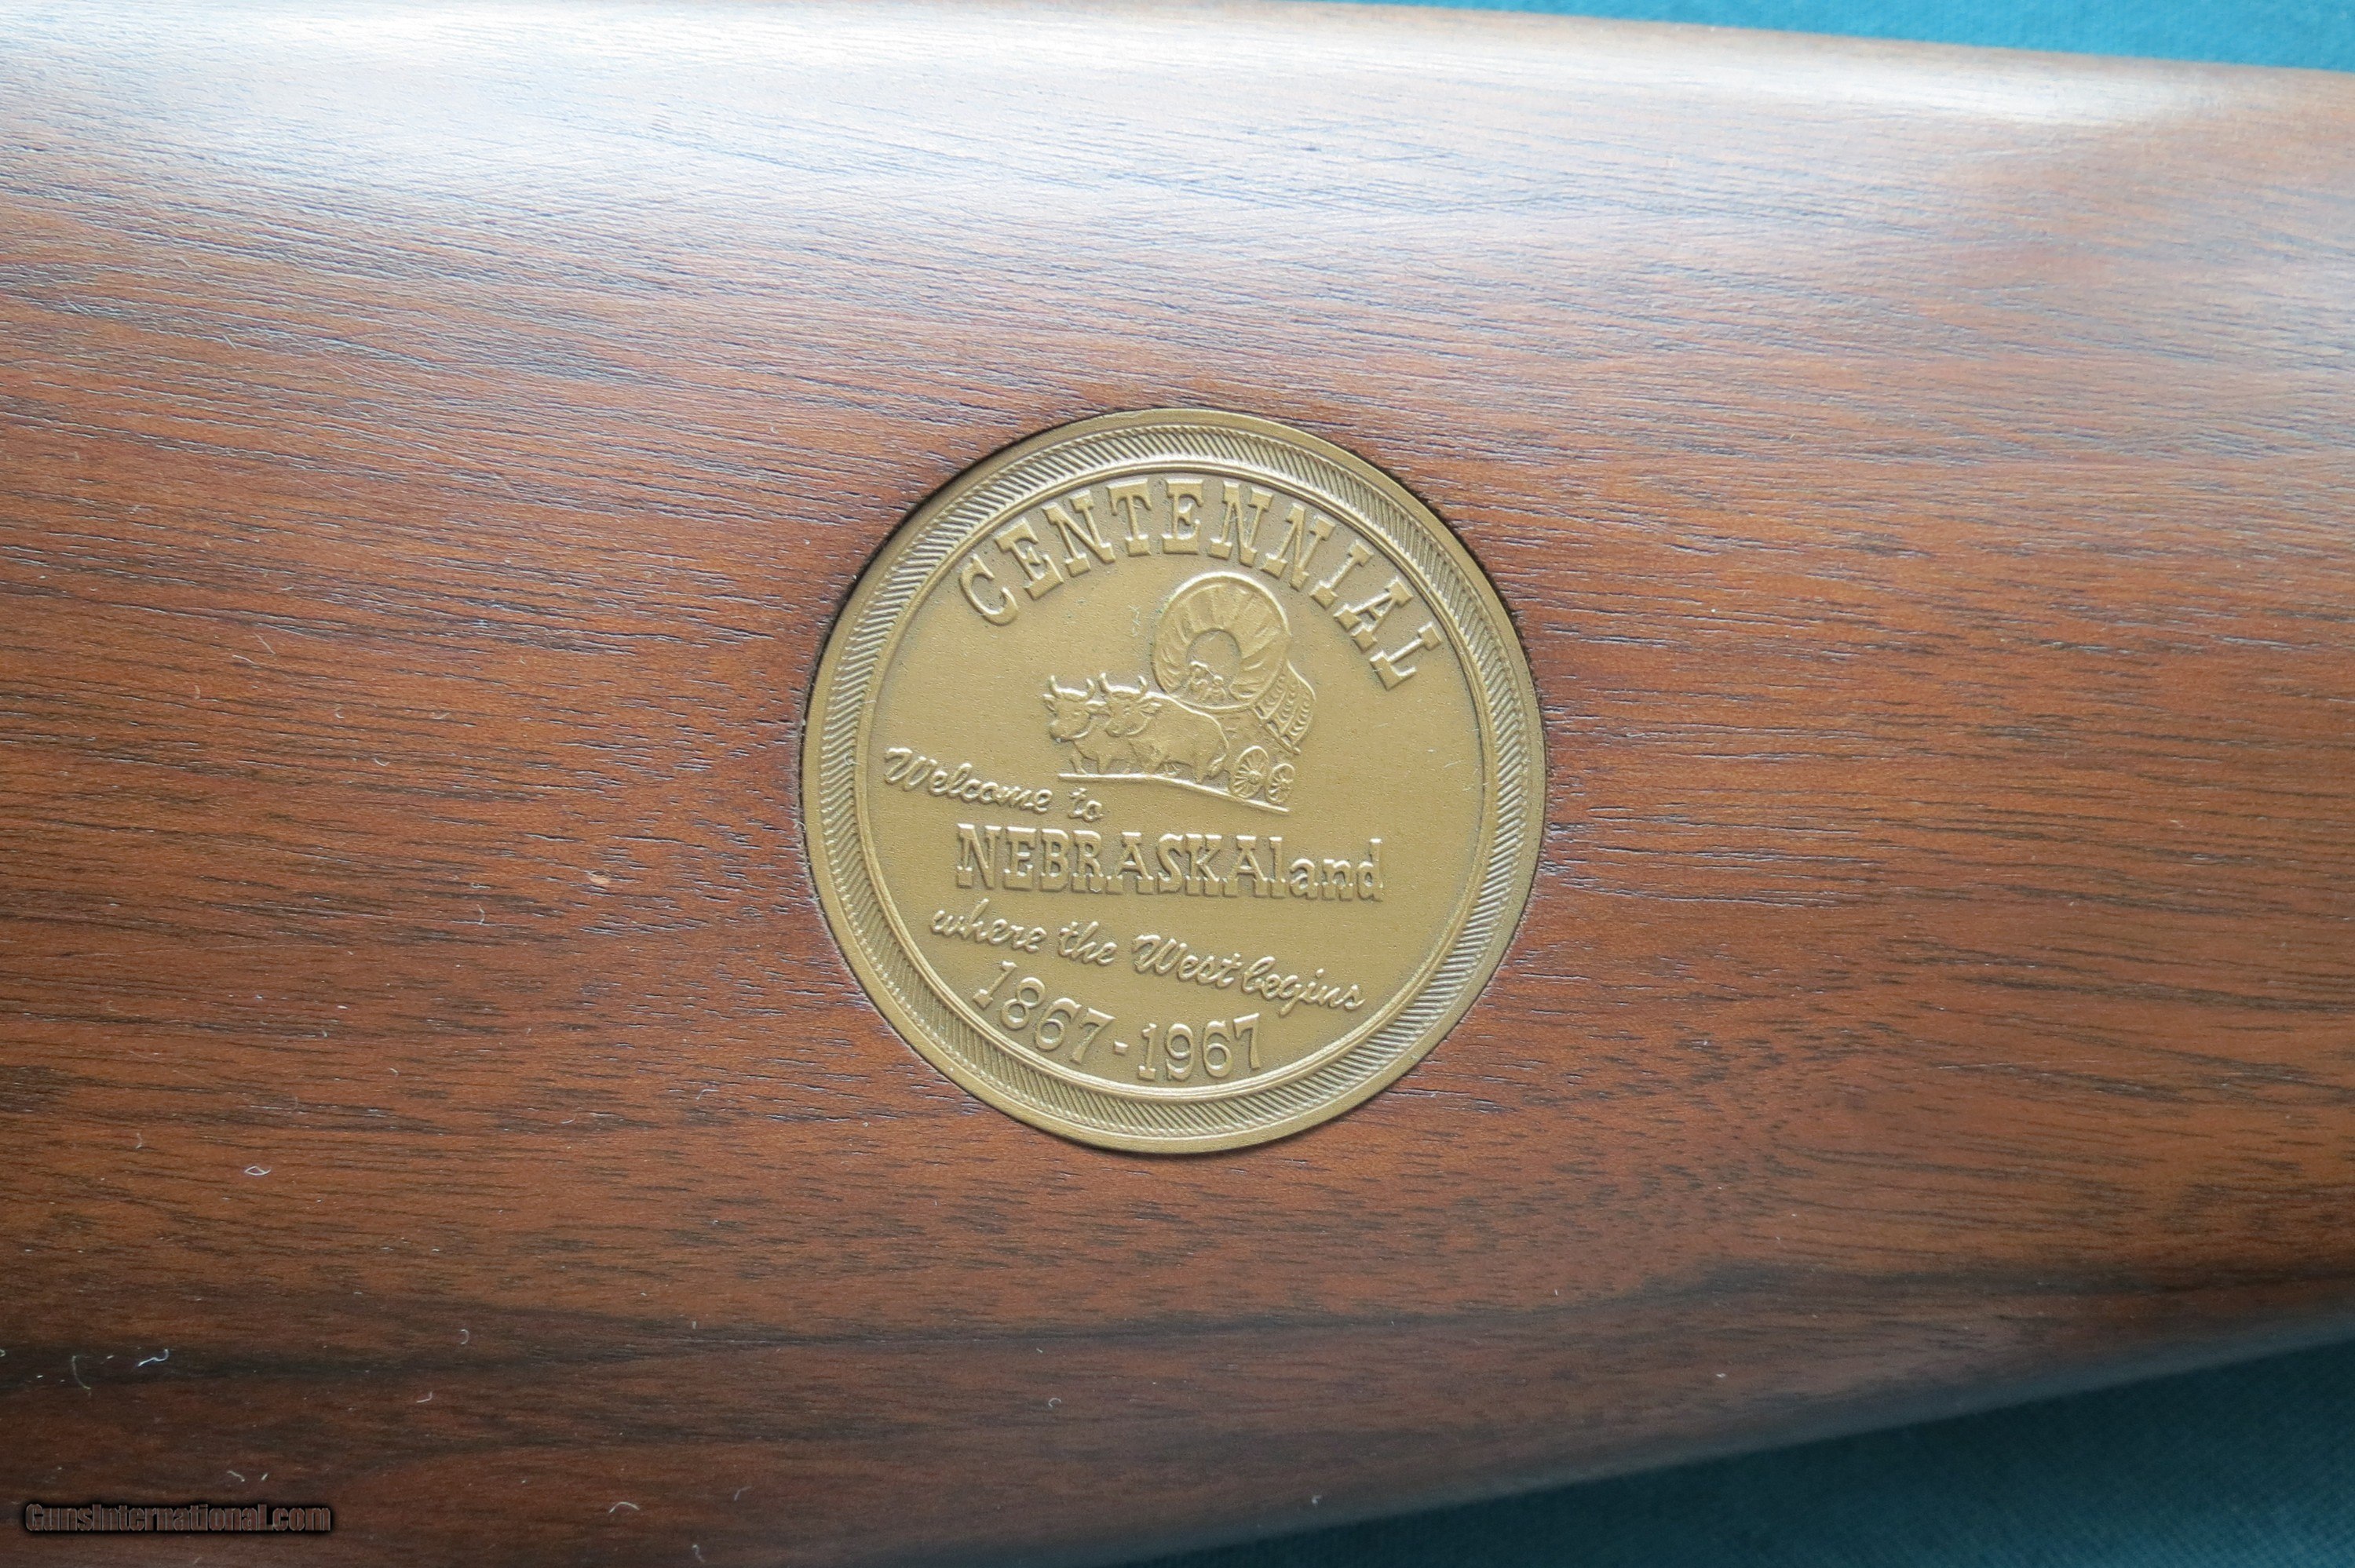 CENTENNIAL
Welcome to
NEBRASKAland
where the West begins
1867-1967
GunsInternational.com